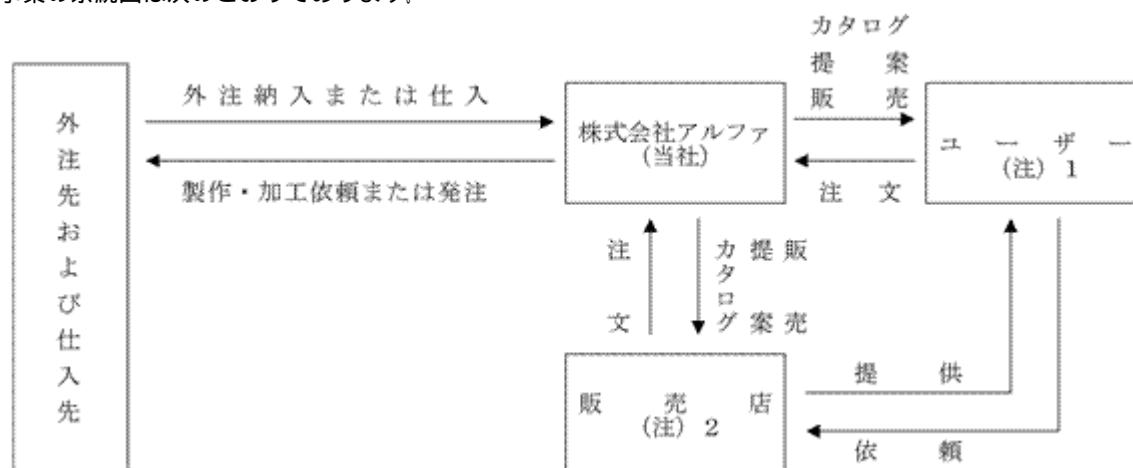 事業の系統図は次のとおりであります。
カタログ
提案
販売
外注納入または仕入
外注先および仕入先
株式会社アルファ
(当社)
ユーザー
(注) 1
製作・加工依頼または発注
注文
注文
カタログ
提案
販売
販売店
(注) 2
提供
依頼